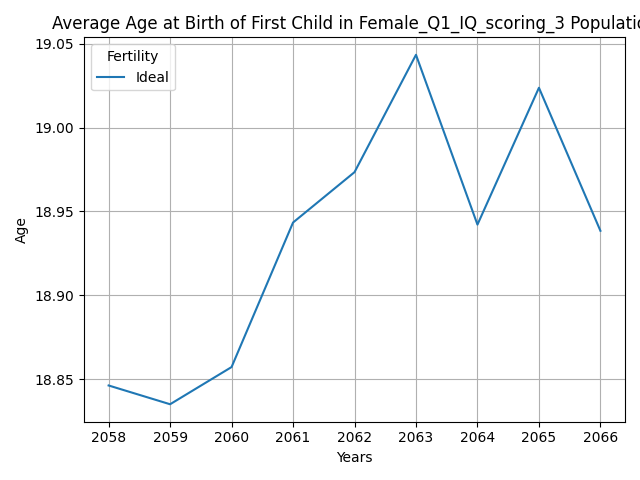 Average Age at Birth of First Child in Female_Q1_IQ_scoring_3
Fertility
Ideal
19.05
19.00
18.95
18.90
18.85
Age
2058 2059 2060 2061 2062 2063 2064 2065 2066
Years